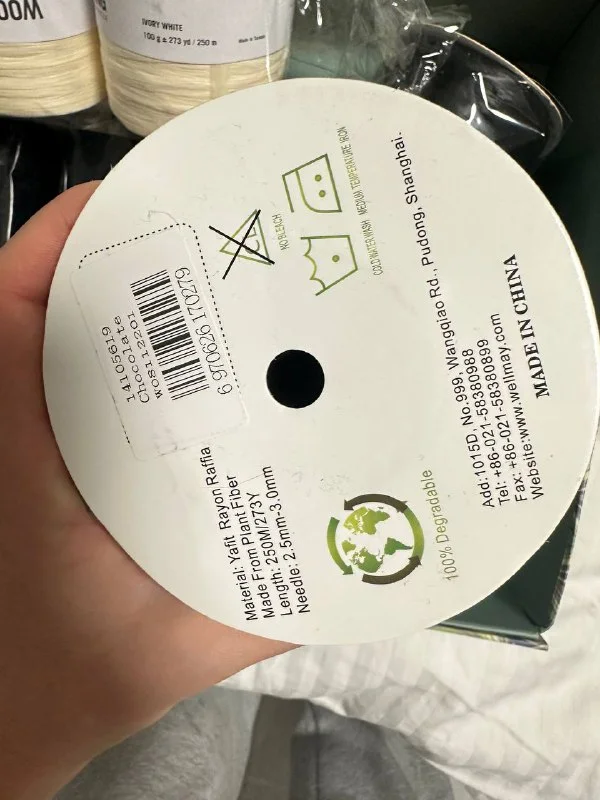 WOO
IVORY WHITE
100 g ± 273 yd / 250 m
14105619
Chocolate
wos112201
6 970626 170279
CL
NO BLEACH
COLD WATER WASH MEDIUM TEMPERATURE IRON
Material: Yafit Rayon Raffia
Made From Plant Fiber
Length: 250M/273Y
Needle: 2.5mm-3.0mm
100% Degradable
Add:1015D, No.999, Wangqiao Rd., Pudong, Shanghai.
Tel: +86-021-58380988
Fax: +86-021-58380899
Website:www.wellmay.com
MADE IN CHINA